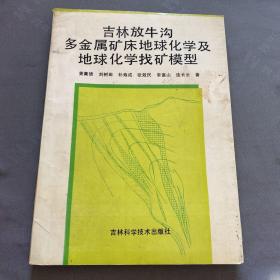 吉林放牛沟
多金属矿床地球化学及
地球化学找矿模型
吉林科学技术出版社